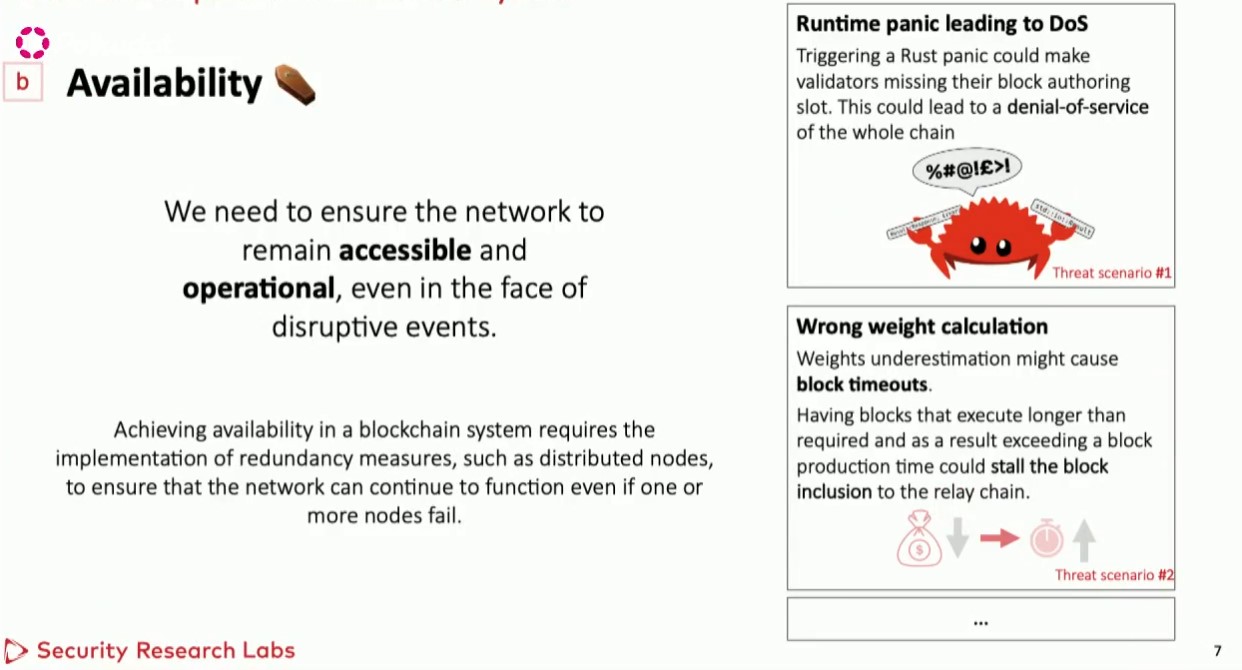 b
Availability
We need to ensure the network to
remain accessible and
operational, even in the face of
disruptive events.
Achieving availability in a blockchain system requires the
implementation of redundancy measures, such as distributed nodes,
to ensure that the network can continue to function even if one or
more nodes fail.
Runtime panic leading to DoS
Triggering a Rust panic could make
validators missing their block authoring
slot. This could lead to a denial-of-service
of the whole chain
%#@!£>!
Threat scenario #1
Wrong weight calculation
Weights underestimation might cause
block timeouts.
Having blocks that execute longer than
required and as a result exceeding a block
production time could stall the block
inclusion to the relay chain.
$
Threat scenario #2
...
Security Research Labs
7